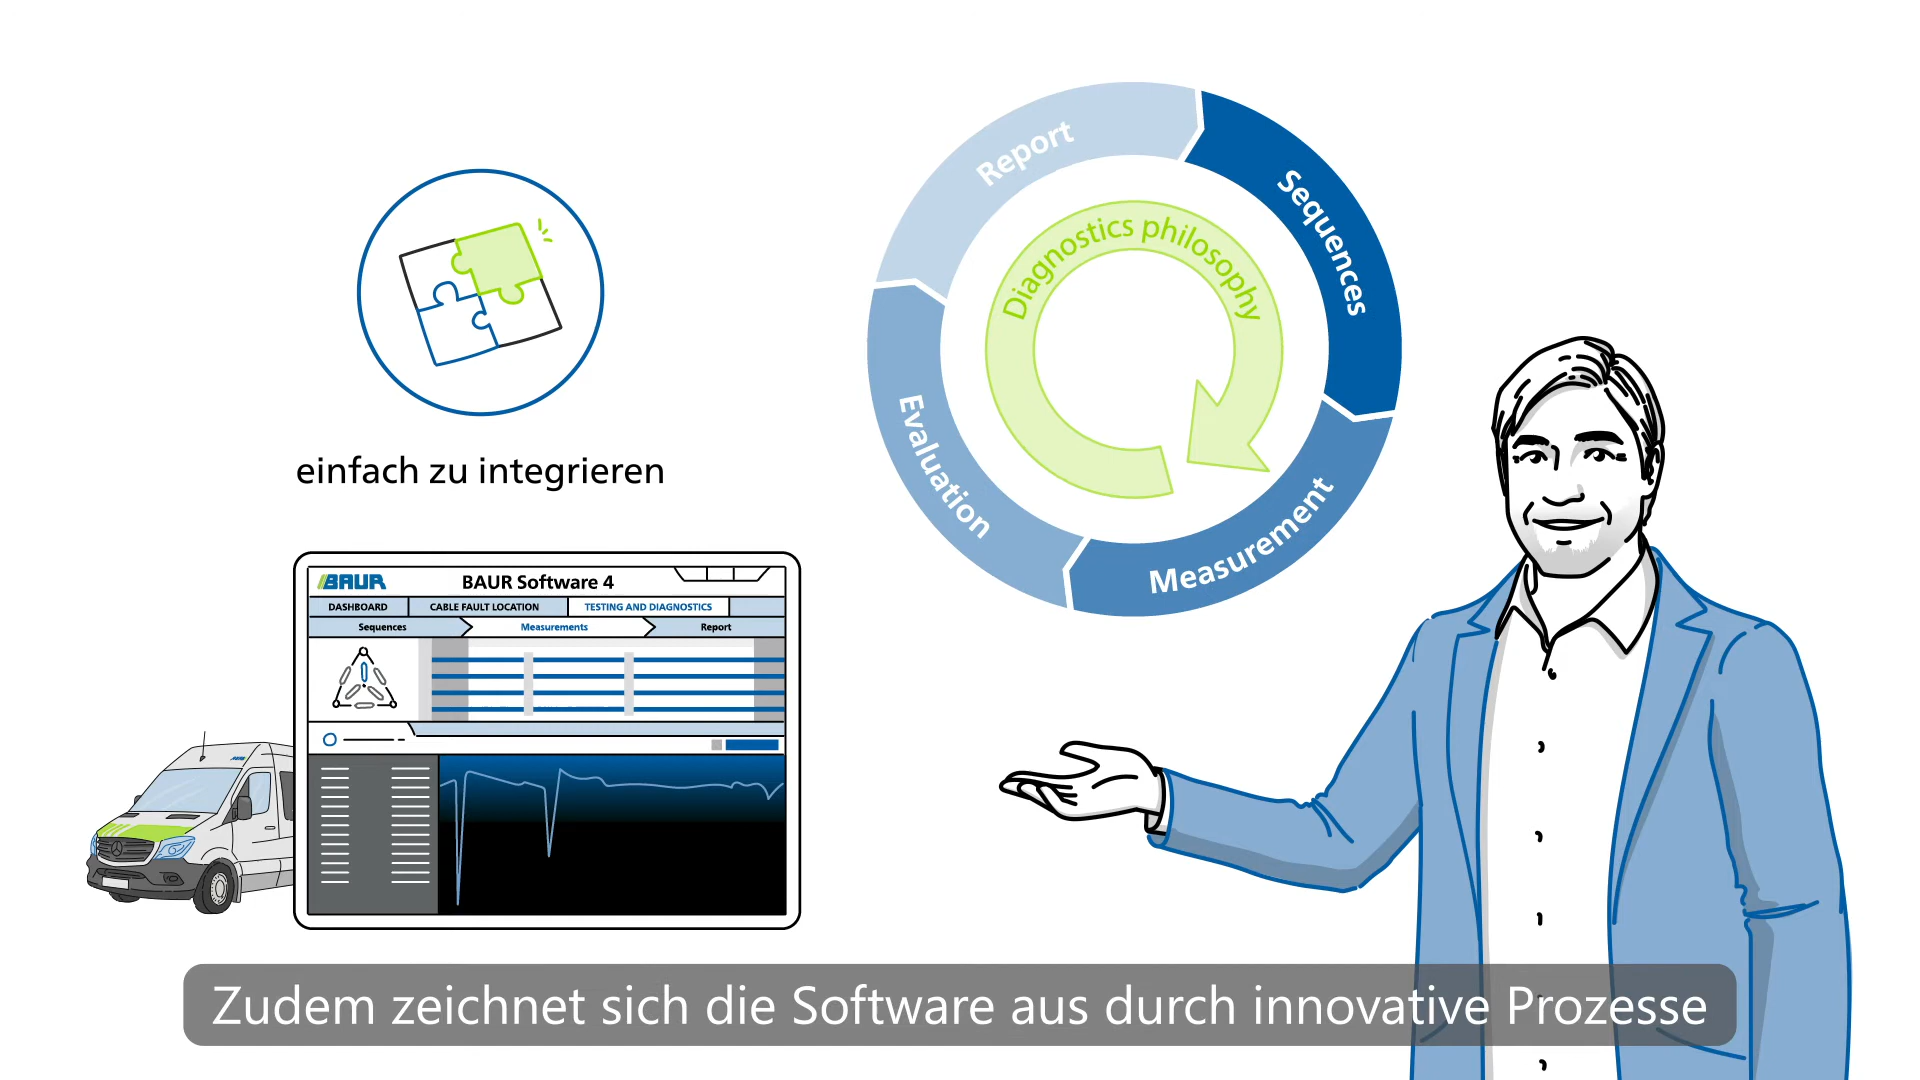 Report
Sequences
Diagnostics philosophy
Evaluation
Measurement
einfach zu integrieren
BAUR
BAUR Software 4
DASHBOARD
CABLE FAULT LOCATION
TESTING AND DIAGNOSTICS
Sequences
Measurements
Report
BAUR
Zudem zeichnet sich die Software aus durch innovative Prozesse